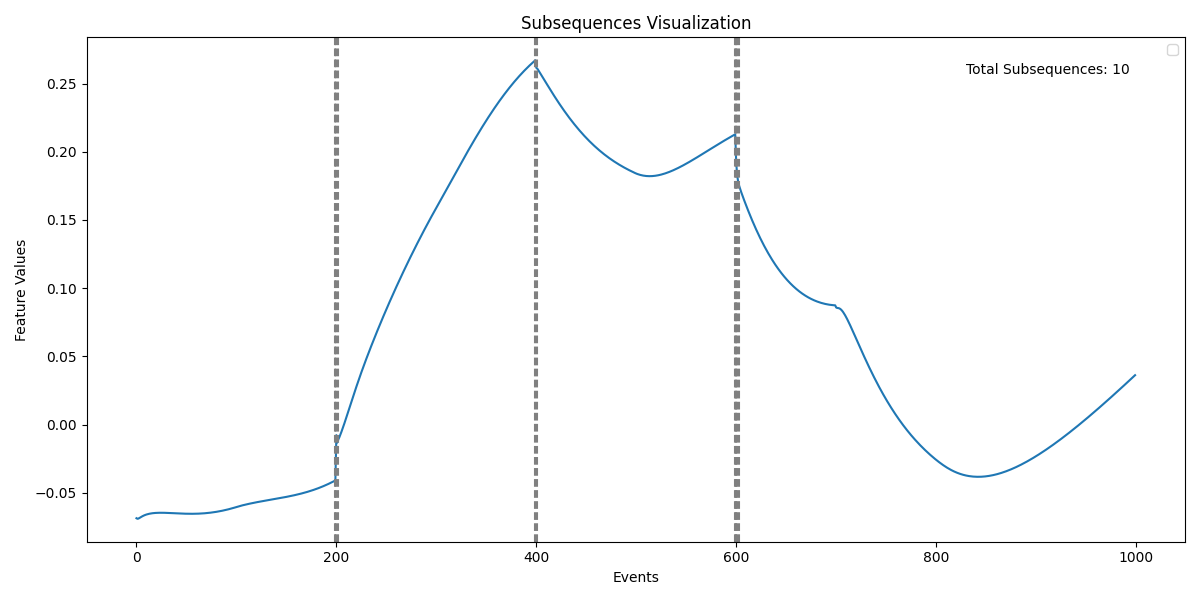 Subsequences Visualization
Total Subsequences: 10
Feature Values
0.25
0.20
0.15
0.10
0.05
0.00
−0.05
0 200 400 600 800 1000
Events